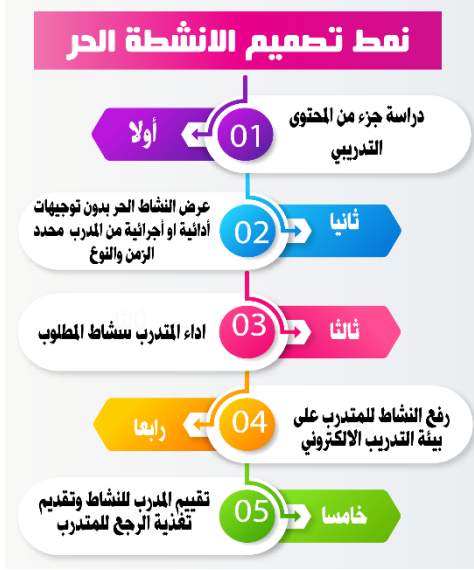 نمط تصميم الانشطة الحر
أولا
01
دراسة جزء من المحتوى
التدريبي
ثانيا
02
عرض النشاط الحر بدون توجيهات
أدائية او أجرائية من المدرب محدد
الزمن والنوع
ثالثا
03
اداء المتدرب سنشاط المطلوب
رابعا
04
رفع النشاط للمتدرب على
بيئة التدريب الالكتروني
خامسا
05
تقييم المدرب للنشاط وتقديم
تغذية الرجع للمتدرب